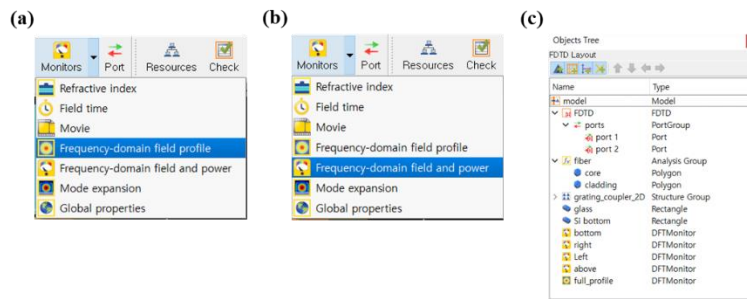 (a)
Monitors Port Resources Check
Refractive index
Field time
Movie
Frequency-domain field profile
Frequency-domain field and power
Mode expansion
Global properties
(b)
Monitors Port Resources Check
Refractive index
Field time
Movie
Frequency-domain field profile
Frequency-domain field and power
Mode expansion
Global properties
(c)
Objects Tree
FDTD Layout
Name Type
model Model
FDTD FDTD
ports PortGroup
port 1 Port
port 2 Port
fiber Analysis Group
core Polygon
cladding Polygon
grating_coupler_2D Structure Group
glass Rectangle
Si bottom Rectangle
bottom DFTMonitor
right DFTMonitor
Left DFTMonitor
above DFTMonitor
full_profile DFTMonitor